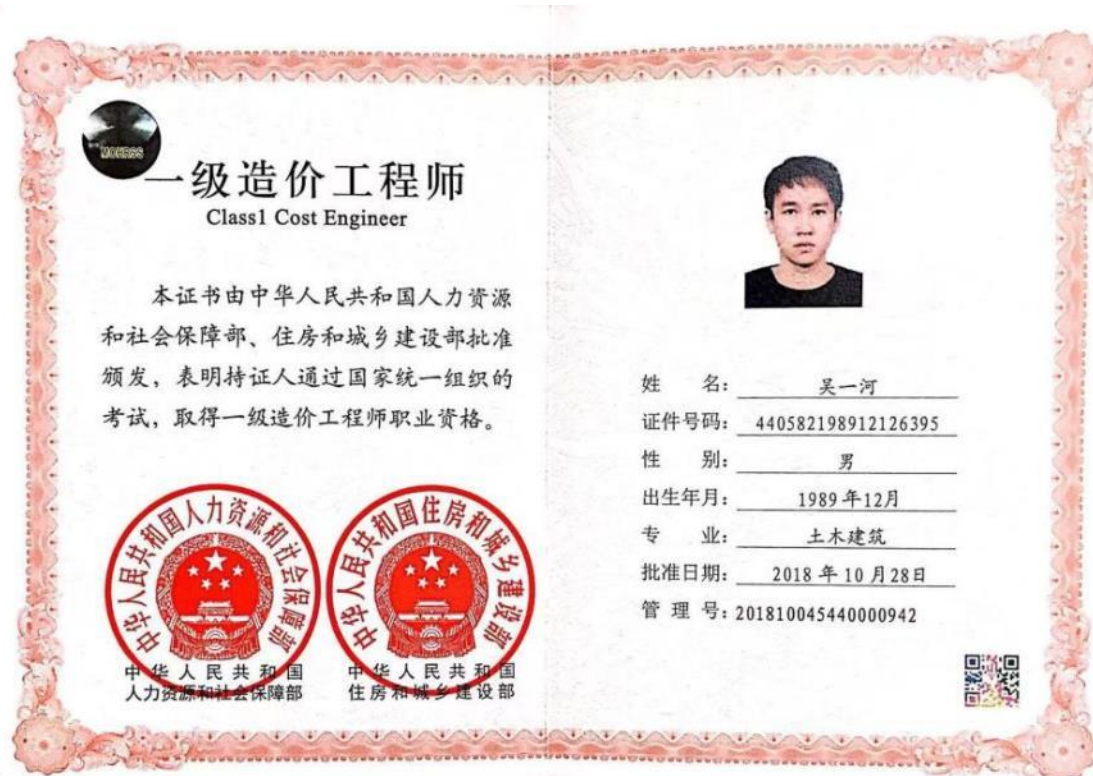 MOHRSS
一级造价工程师
Class1 Cost Engineer
本证书由中华人民共和国人力资源
和社会保障部、住房和城乡建设部批准
颁发，表明持证人通过国家统一组织的
考试，取得一级造价工程师职业资格。
中华人民共和国人力资源和社会保障部
中华人民共和国住房和城乡建设部
中华人民共和国
人力资源和社会保障部
中华人民共和国
住房和城乡建设部
姓 名：吴一河
证件号码：440582198912126395
性 别：男
出生年月：1989年12月
专 业：土木建筑
批准日期：2018年10月28日
管 理 号：201810045440000942